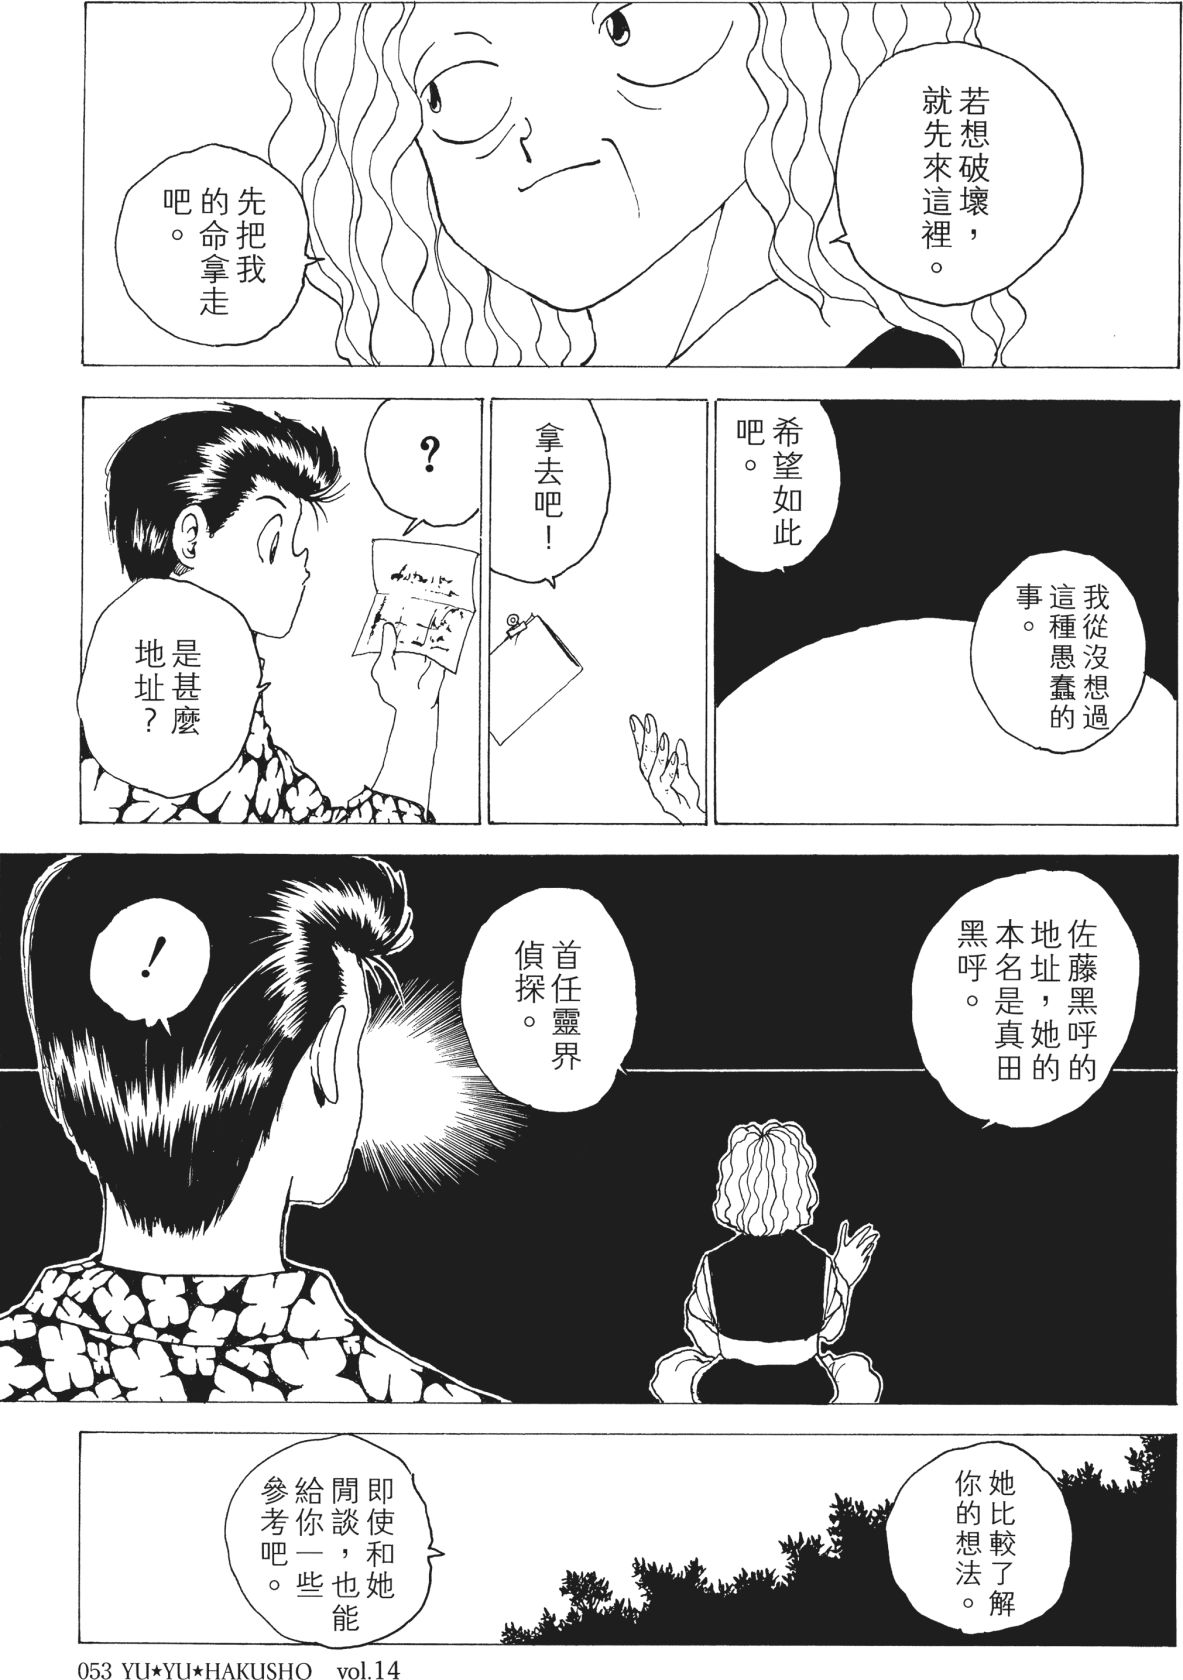 若想破壞，
就先來這裡。
先把我
的命拿走
吧。
希望如此
吧。
我從沒想過
這種愚蠢的
事。
拿去吧！
？
是甚麼
地址？
佐藤黑呼的
地址，她的
本名是真田
黑呼。
首任靈界
偵探。
！
她比較了解
你的想法。
即使和她
閒談，也能
給你一些
參考吧。
053 YU★YU★HAKUSHO vol.14